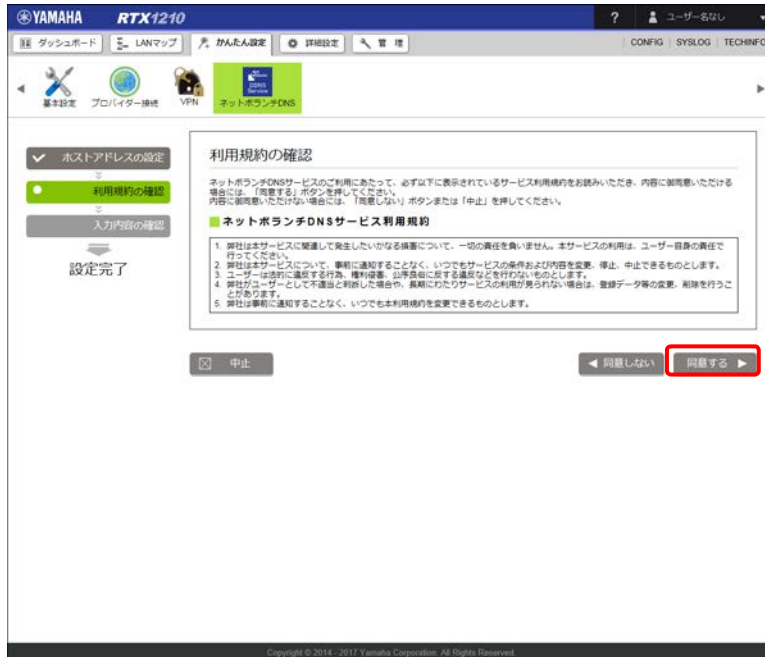 YAMAHA RTX1210 ? ユーザー名なし
ダッシュボード LANマップ かんたん設定 詳細設定 管理 CONFIG SYSLOG TECHINFO
基本設定 プロバイダー接続 VPN ネットボランチDNS
ホストアドレスの設定
利用規約の確認
入力内容の確認
設定完了
利用規約の確認
ネットボランチDNSサービスのご利用にあたって、必ず以下に表示されているサービス利用規約をお読みいただき、内容に御同意いただける
場合には、「同意する」ボタンを押してください。
内容に御同意いただけない場合には、「同意しない」ボタンまたは「中止」を押してください。
ネットボランチDNSサービス利用規約
1. 弊社は本サービスに関連して発生したいかなる損害について、一切の責任を負いません。本サービスの利用は、ユーザー自身の責任で
行ってください。
2. 弊社は本サービスについて、事前に通知することなく、いつでもサービスの条件および内容を変更、停止、中止できるものとします。
3. ユーザーは法的に違反する行為、権利侵害、公序良俗に反する違反などを行わないものとします。
4. 弊社がユーザーとして不適当と判断した場合や、長期にわたりサービスの利用が見られない場合は、登録データ等の変更、削除を行うこ
とがあります。
5. 弊社は事前に通知することなく、いつでも本利用規約を変更できるものとします。
中止 同意しない 同意する
Copyright © 2014 - 2017 Yamaha Corporation. All Rights Reserved.